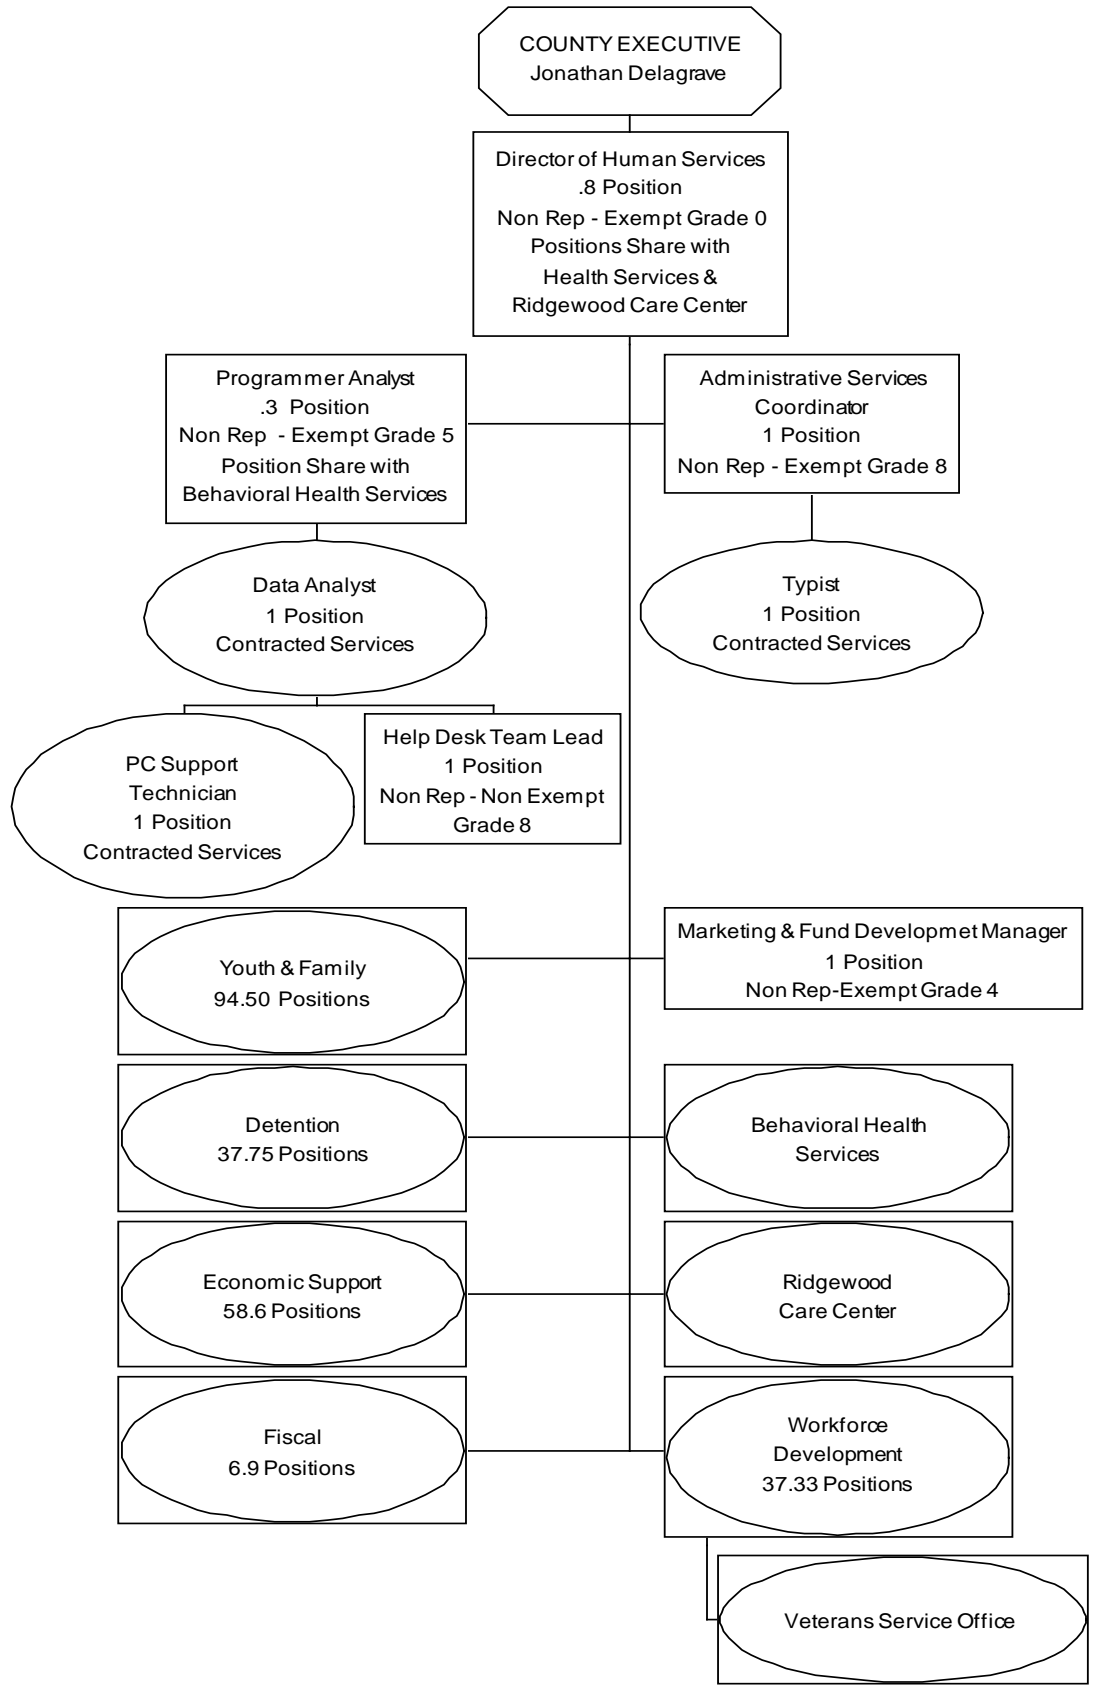 COUNTY EXECUTIVE
Jonathan Delagrave
Director of Human Services
.8 Position
Non Rep - Exempt Grade 0
Positions Share with
Health Services &
Ridgewood Care Center
Programmer Analyst
.3 Position
Non Rep - Exempt Grade 5
Position Share with
Behavioral Health Services
Administrative Services
Coordinator
1 Position
Non Rep - Exempt Grade 8
Data Analyst
1 Position
Contracted Services
Typist
1 Position
Contracted Services
PC Support
Technician
1 Position
Contracted Services
Help Desk Team Lead
1 Position
Non Rep - Non Exempt
Grade 8
Youth & Family
94.50 Positions
Marketing & Fund Developmet Manager
1 Position
Non Rep-Exempt Grade 4
Detention
37.75 Positions
Behavioral Health
Services
Economic Support
58.6 Positions
Ridgewood
Care Center
Fiscal
6.9 Positions
Workforce
Development
37.33 Positions
Veterans Service Office